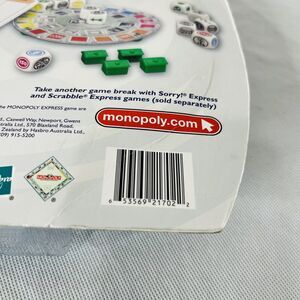 Take another game break with Sorry!® Express
and Scrabble® Express games (sold separately)
the MONOPOLY EXPRESS game are
Caswell Way, Newport, Gwent
Australia Ltd., 570 Blaxland Road,
Zealand by Hasbro Australia Ltd.,
915-5200
monopoly.com
MONOPOLY
6 53569 21702 2